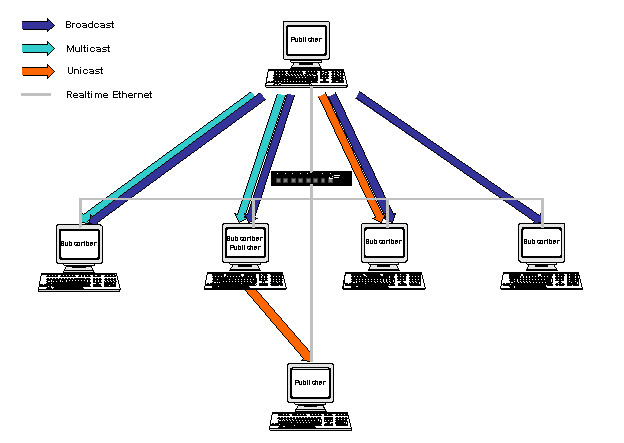 Broadcast
Multicast
Unicast
Realtime Ethernet
Publisher
Subscriber
Subscriber
Publisher
Subscriber
Subscriber
Publisher